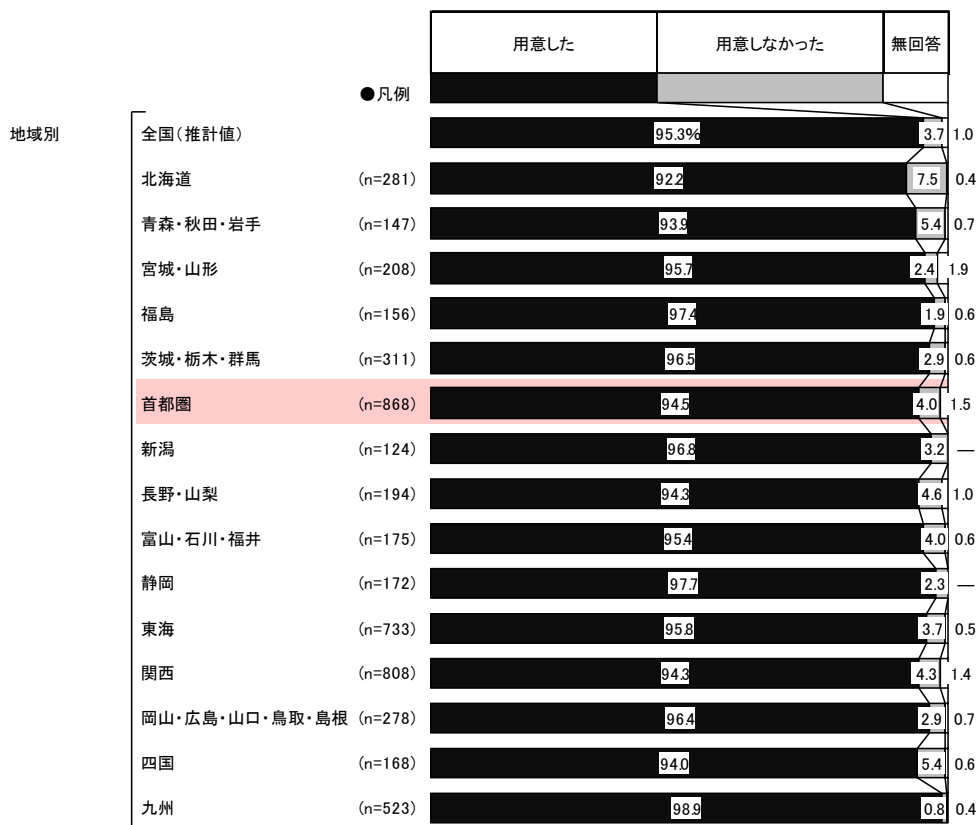 用意した 用意しなかった 無回答
●凡例
地域別 全国(推計値) 95.3% 3.7 1.0
北海道 (n=281) 92.2 7.5 0.4
青森・秋田・岩手 (n=147) 93.9 5.4 0.7
宮城・山形 (n=208) 95.7 2.4 1.9
福島 (n=156) 97.4 1.9 0.6
茨城・栃木・群馬 (n=311) 96.5 2.9 0.6
首都圏 (n=868) 94.5 4.0 1.5
新潟 (n=124) 96.8 3.2 —
長野・山梨 (n=194) 94.3 4.6 1.0
富山・石川・福井 (n=175) 95.4 4.0 0.6
静岡 (n=172) 97.7 2.3 —
東海 (n=733) 95.8 3.7 0.5
関西 (n=808) 94.3 4.3 1.4
岡山・広島・山口・鳥取・島根 (n=278) 96.4 2.9 0.7
四国 (n=168) 94.0 5.4 0.6
九州 (n=523) 98.9 0.8 0.4